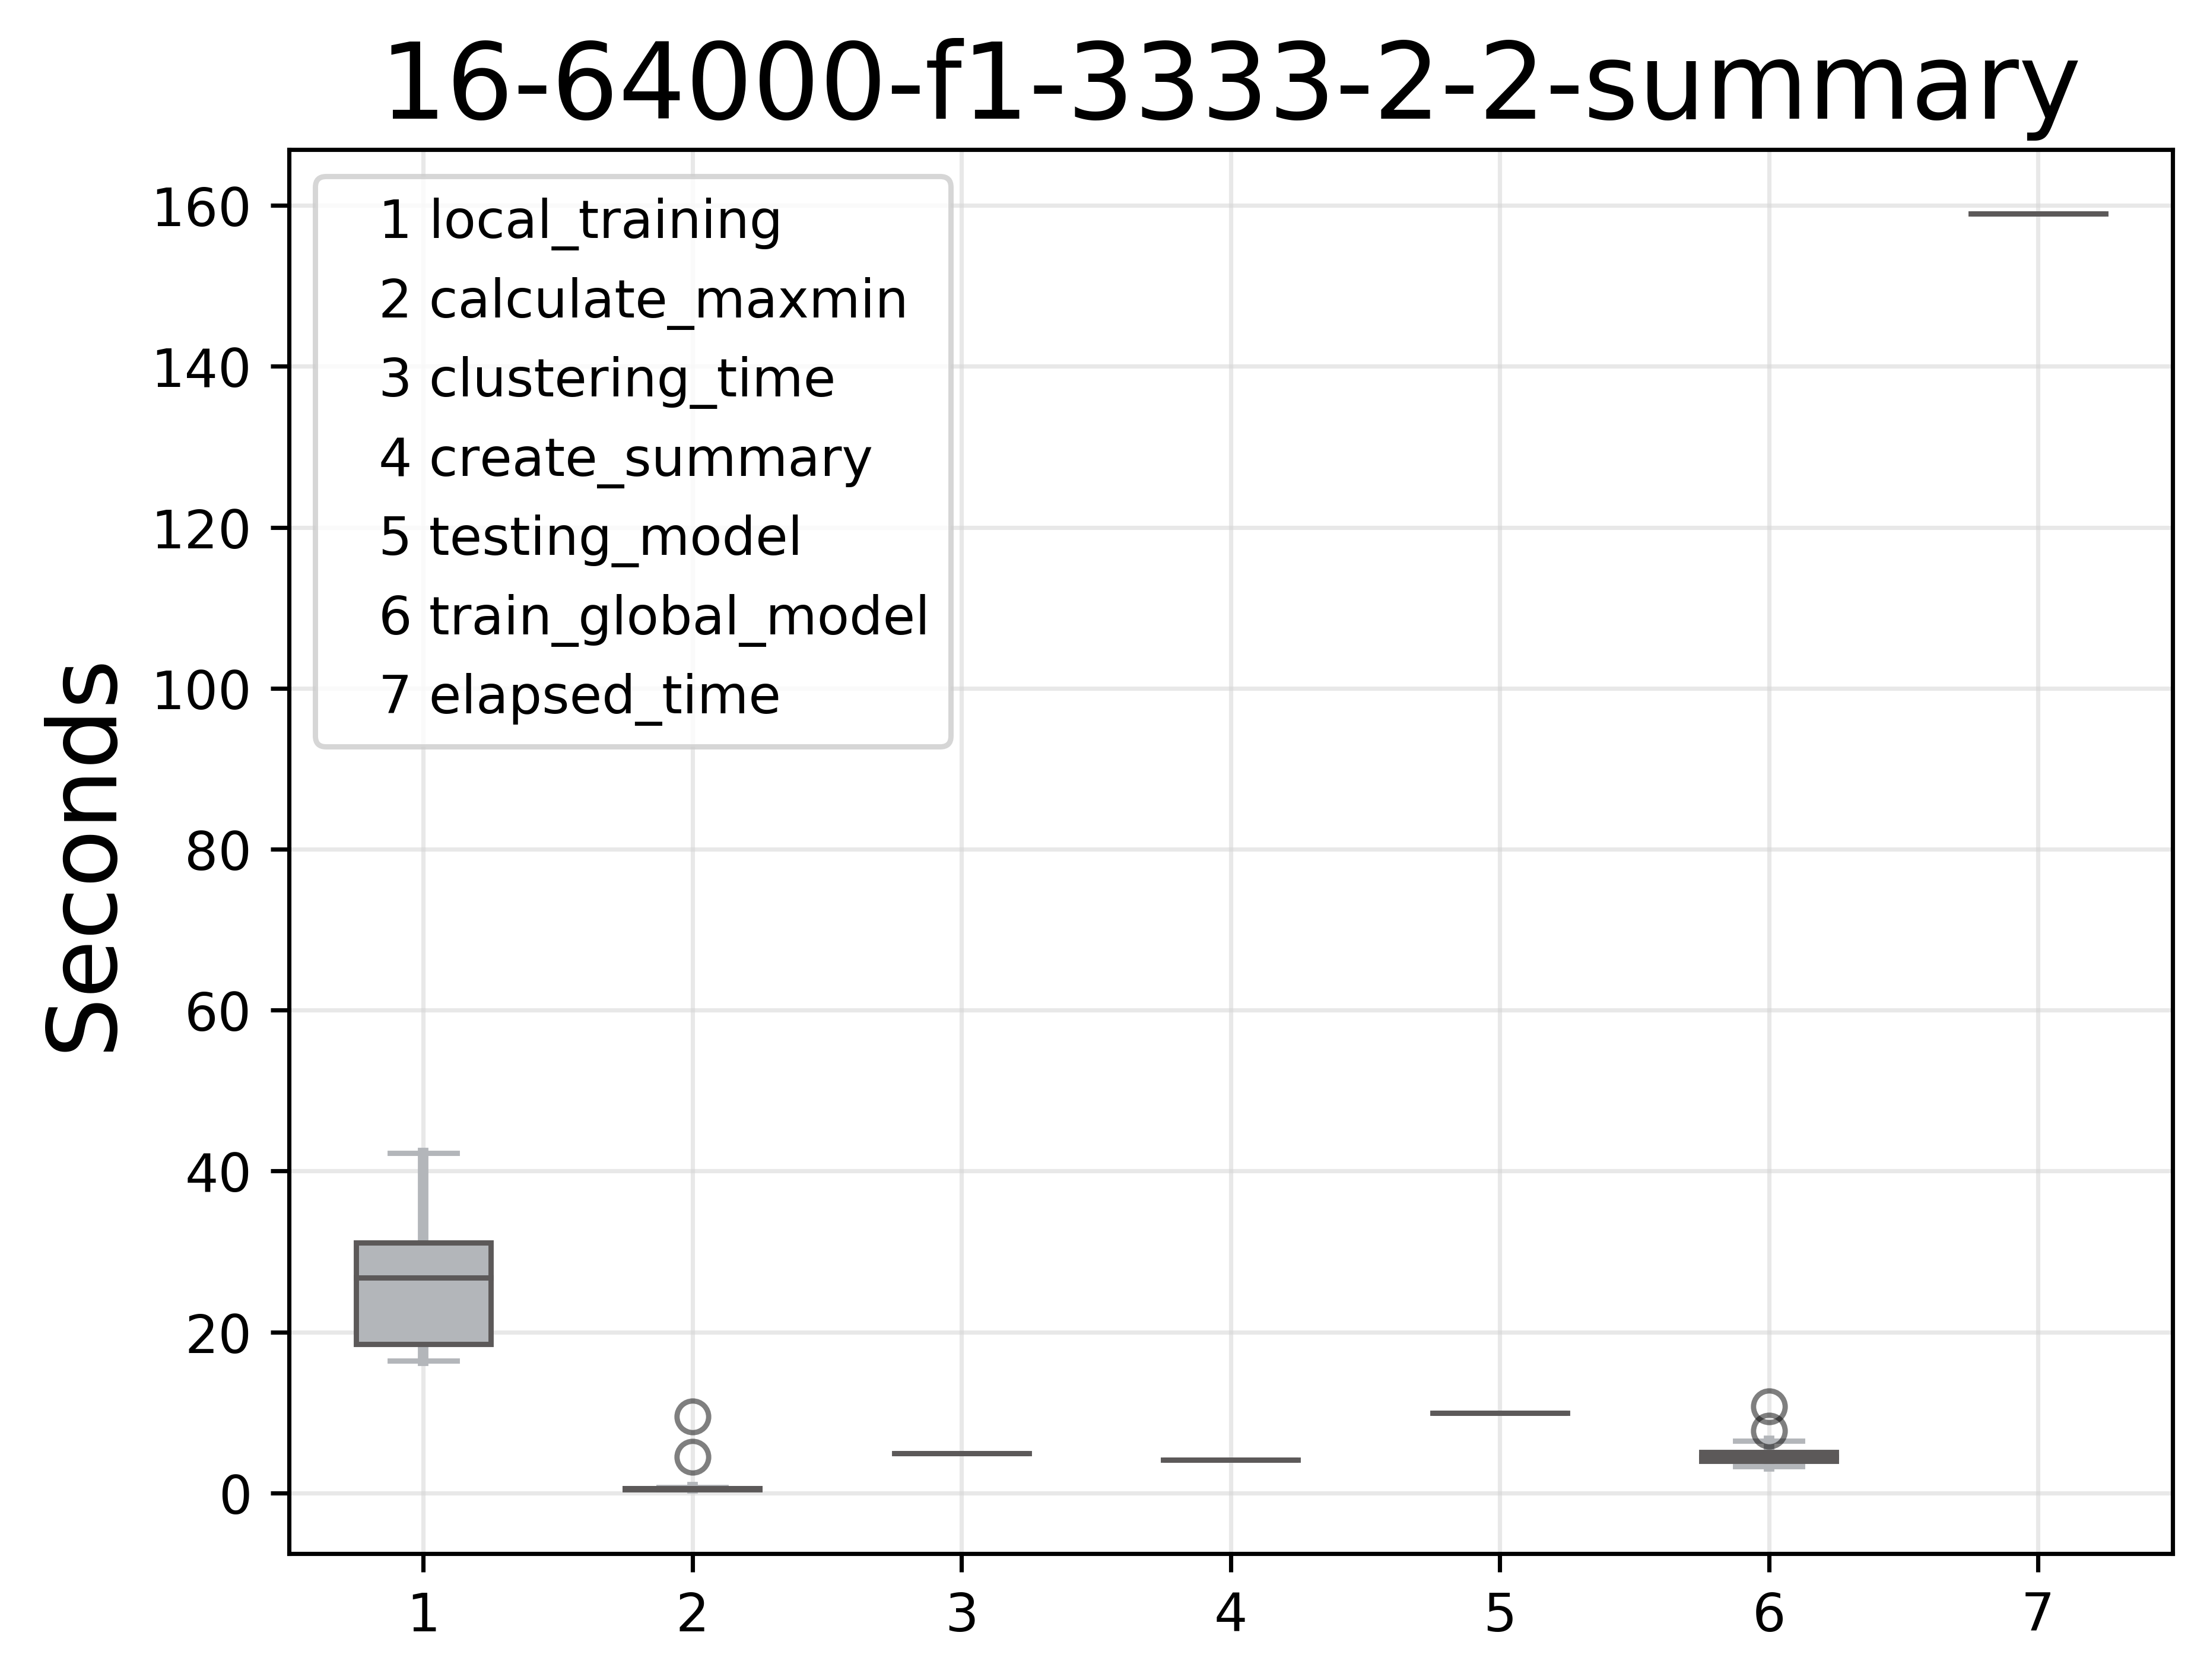 16-64000-f1-3333-2-2-summary
Seconds
160
140
120
100
80
60
40
20
0
1 local_training
2 calculate_maxmin
3 clustering_time
4 create_summary
5 testing_model
6 train_global_model
7 elapsed_time
1 2 3 4 5 6 7